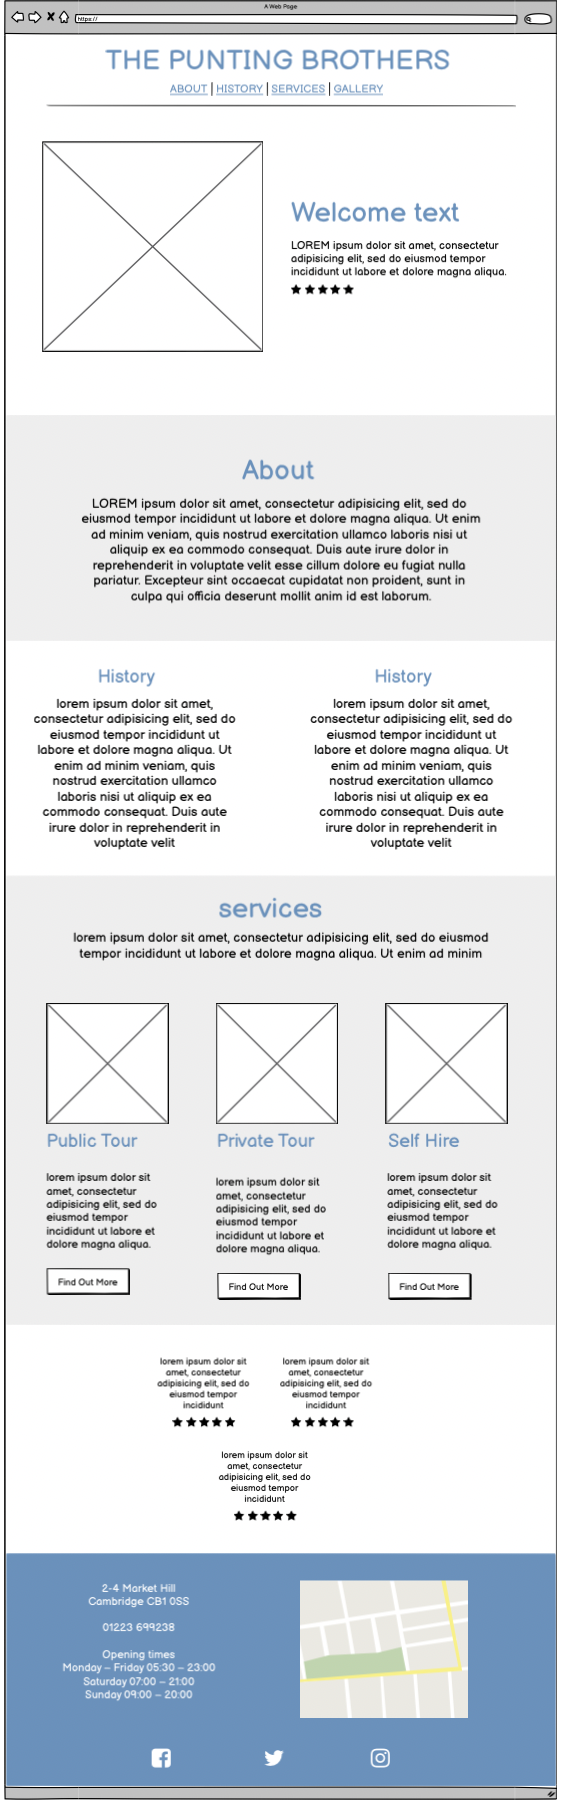 A Web Page
https://
THE PUNTING BROTHERS
ABOUT | HISTORY | SERVICES | GALLERY
Welcome text
LOREM ipsum dolor sit amet, consectetur
adipisicing elit, sed do eiusmod tempor
incididunt ut labore et dolore magna aliqua.
About
LOREM ipsum dolor sit amet, consectetur adipisicing elit, sed do
eiusmod tempor incididunt ut labore et dolore magna aliqua. Ut enim
ad minim veniam, quis nostrud exercitation ullamco laboris nisi ut
aliquip ex ea commodo consequat. Duis aute irure dolor in
reprehenderit in voluptate velit esse cillum dolore eu fugiat nulla
pariatur. Excepteur sint occaecat cupidatat non proident, sunt in
culpa qui officia deserunt mollit anim id est laborum.
History
lorem ipsum dolor sit amet,
consectetur adipisicing elit, sed do
eiusmod tempor incididunt ut
labore et dolore magna aliqua. Ut
enim ad minim veniam, quis
nostrud exercitation ullamco
laboris nisi ut aliquip ex ea
commodo consequat. Duis aute
irure dolor in reprehenderit in
voluptate velit
History
lorem ipsum dolor sit amet,
consectetur adipisicing elit, sed do
eiusmod tempor incididunt ut
labore et dolore magna aliqua. Ut
enim ad minim veniam, quis
nostrud exercitation ullamco
laboris nisi ut aliquip ex ea
commodo consequat. Duis aute
irure dolor in reprehenderit in
voluptate velit
services
lorem ipsum dolor sit amet, consectetur adipisicing elit, sed do eiusmod
tempor incididunt ut labore et dolore magna aliqua. Ut enim ad minim
Public Tour
lorem ipsum dolor sit
amet, consectetur
adipisicing elit, sed do
eiusmod tempor
incididunt ut labore et
dolore magna aliqua.
Find Out More
Private Tour
lorem ipsum dolor sit
amet, consectetur
adipisicing elit, sed do
eiusmod tempor
incididunt ut labore et
dolore magna aliqua.
Find Out More
Self Hire
lorem ipsum dolor sit
amet, consectetur
adipisicing elit, sed do
eiusmod tempor
incididunt ut labore et
dolore magna aliqua.
Find Out More
lorem ipsum dolor sit
amet, consectetur
adipisicing elit, sed do
eiusmod tempor
incididunt
lorem ipsum dolor sit
amet, consectetur
adipisicing elit, sed do
eiusmod tempor
incididunt
lorem ipsum dolor sit
amet, consectetur
adipisicing elit, sed do
eiusmod tempor
incididunt
2-4 Market Hill
Cambridge CB1 0SS
01223 699238
Opening times
Monday – Friday 05:30 – 23:00
Saturday 07:00 – 21:00
Sunday 09:00 – 20:00